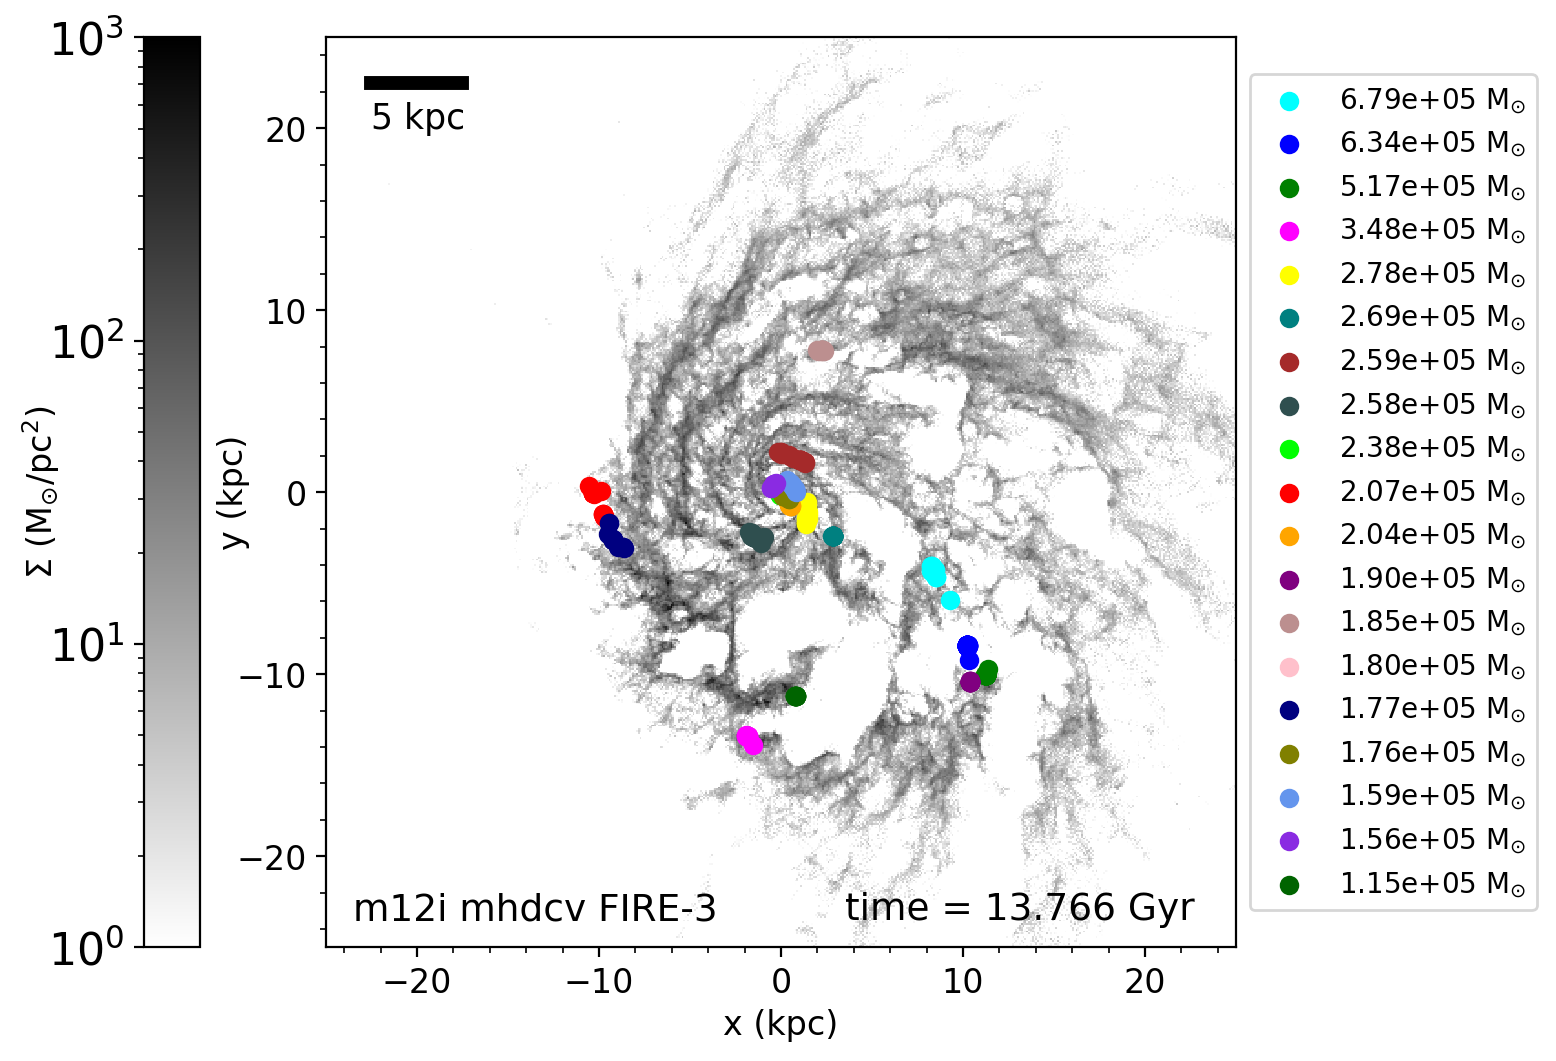 10³
10²
10¹
10⁰
Σ (M⊙/pc²)
y (kpc)
20
10
0
−10
−20
5 kpc
m12i mhdcv FIRE-3
time = 13.766 Gyr
−20
−10
0
10
20
x (kpc)
6.79e+05 M⊙
6.34e+05 M⊙
5.17e+05 M⊙
3.48e+05 M⊙
2.78e+05 M⊙
2.69e+05 M⊙
2.59e+05 M⊙
2.58e+05 M⊙
2.38e+05 M⊙
2.07e+05 M⊙
2.04e+05 M⊙
1.90e+05 M⊙
1.85e+05 M⊙
1.80e+05 M⊙
1.77e+05 M⊙
1.76e+05 M⊙
1.59e+05 M⊙
1.56e+05 M⊙
1.15e+05 M⊙